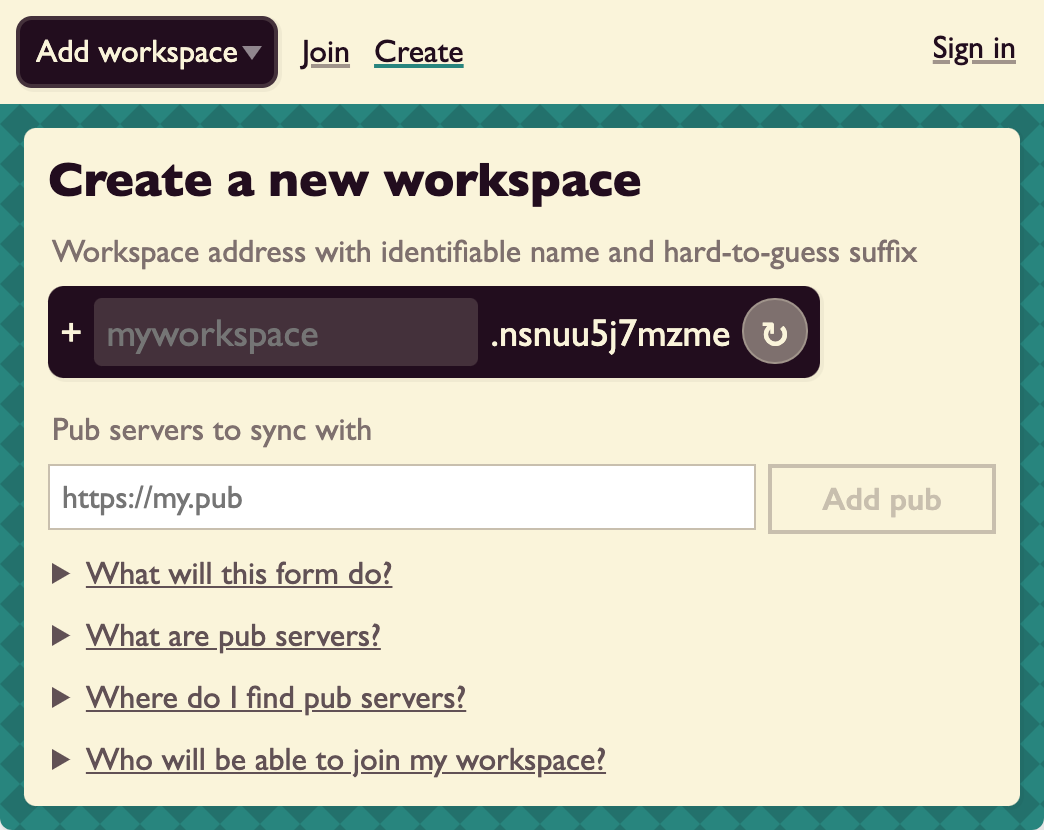 Add workspace▼ Join Create Sign in
Create a new workspace
Workspace address with identifiable name and hard-to-guess suffix
+ myworkspace .nsnuu5j7mzme ↻
Pub servers to sync with
https://my.pub Add pub
▶ What will this form do?
▶ What are pub servers?
▶ Where do I find pub servers?
▶ Who will be able to join my workspace?